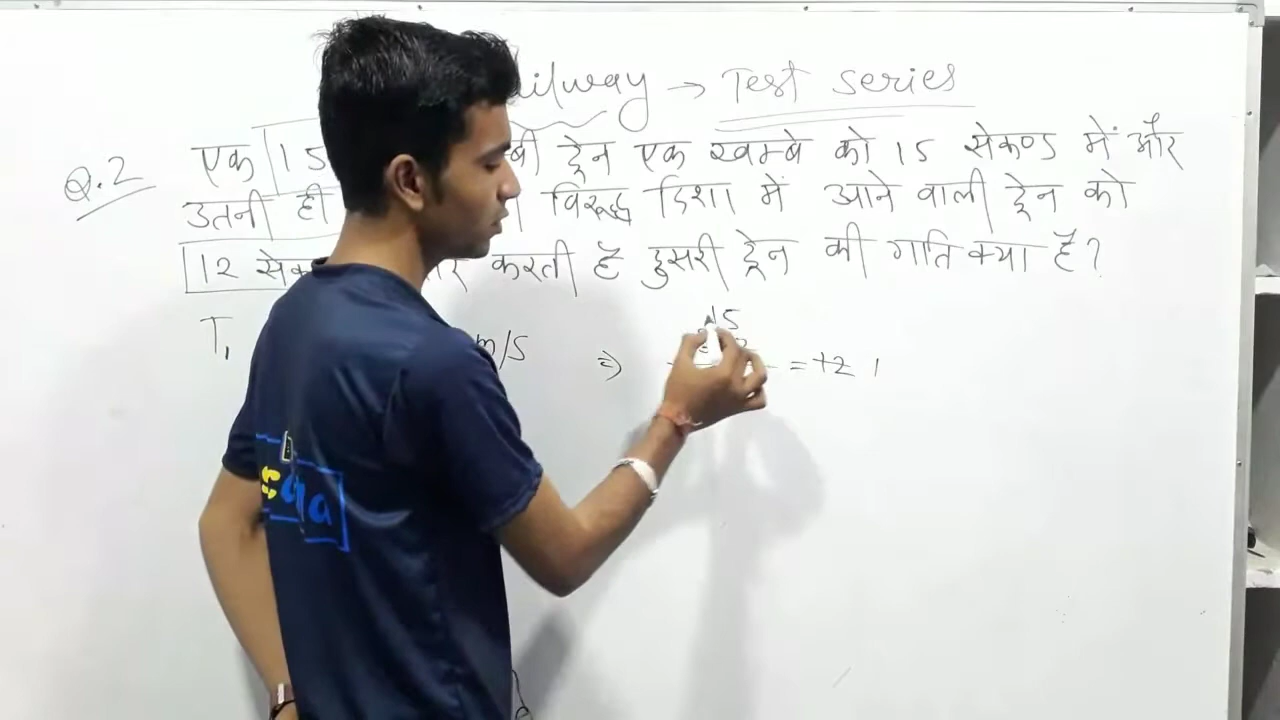 ilway → Test series
Q.2 एक 15 म्बी ट्रेन एक खम्बे को 15 सेकण्ड में और
उतनी ही विरूद्ध दिशा में आने वाली ट्रेन को
12 सेक करती है दुसरी ट्रेन की गति क्या है?
T₁ m/s ⇒ 15
= 12